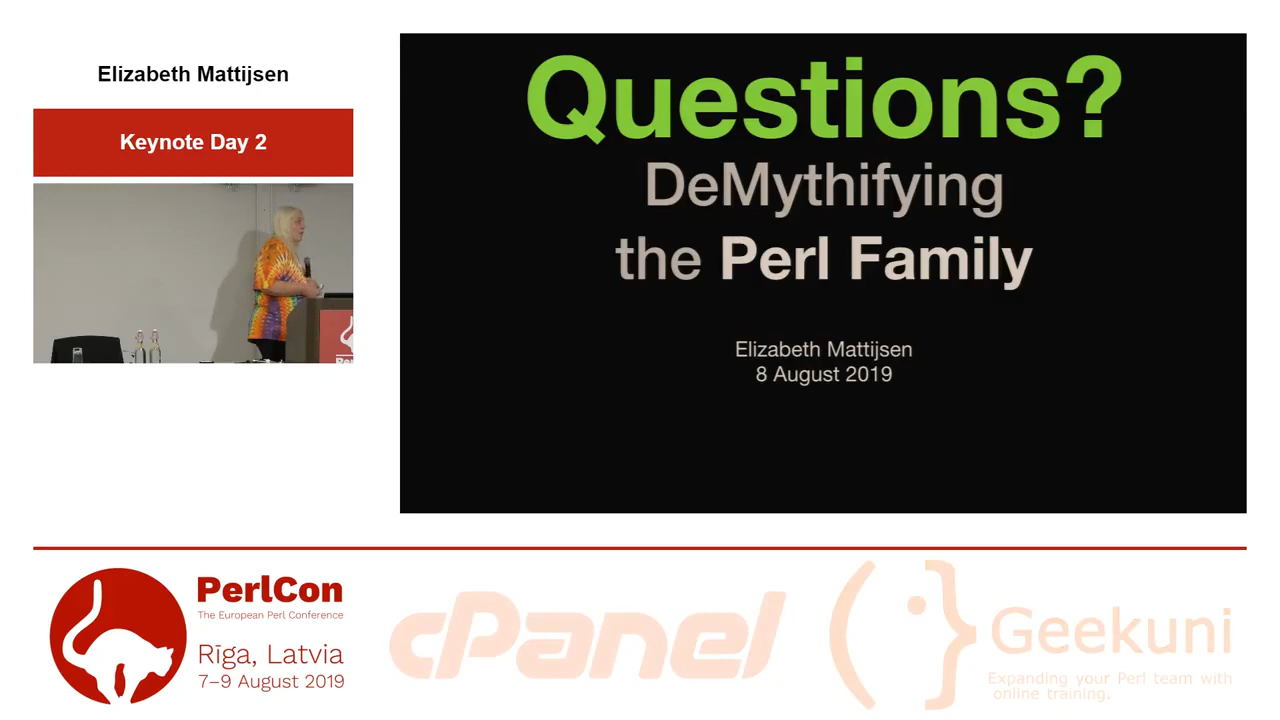 Elizabeth Mattijsen
Keynote Day 2
Questions?
DeMythifying
the Perl Family
Elizabeth Mattijsen
8 August 2019
PerlCon
The European Perl Conference
Rīga, Latvia
7–9 August 2019
cPanel
Geekuni
Expanding your Perl team with
online training.